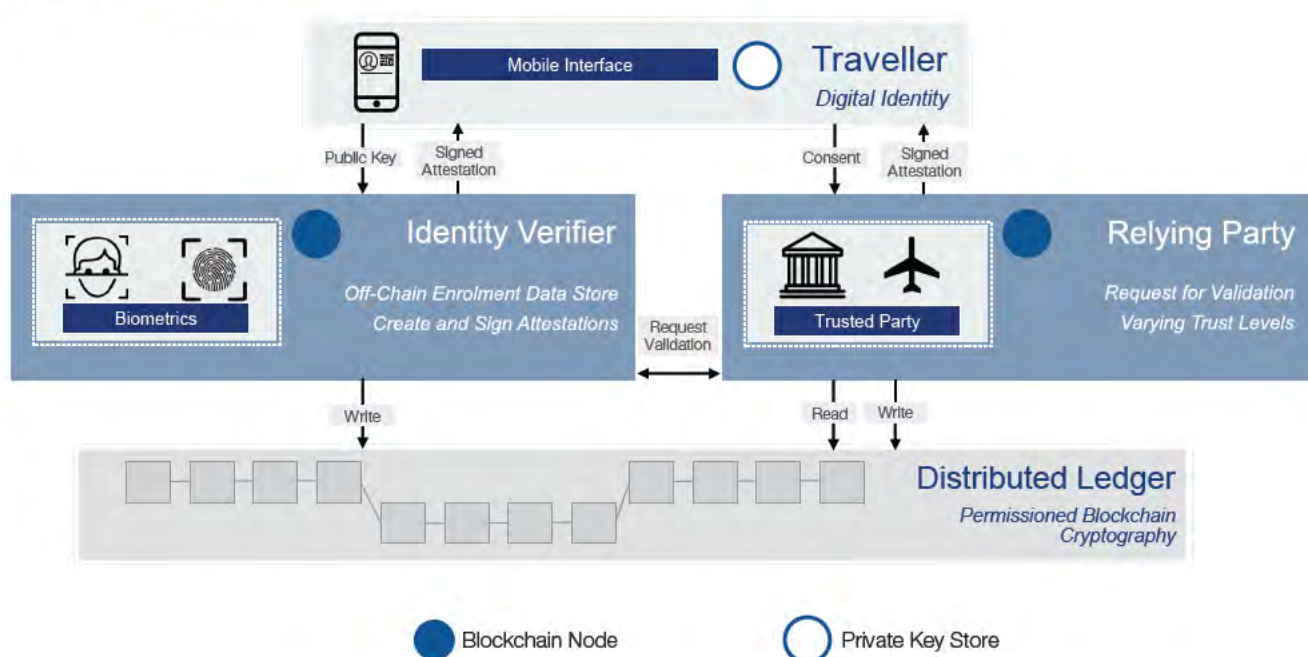 Mobile Interface
Traveller
Digital Identity
Public Key
Signed
Attestation
Consent
Signed
Attestation
Identity Verifier
Off-Chain Enrolment Data Store
Create and Sign Attestations
Biometrics
Request
Validation
Relying Party
Request for Validation
Varying Trust Levels
Trusted Party
Write
Read
Write
Distributed Ledger
Permissioned Blockchain
Cryptography
Blockchain Node
Private Key Store